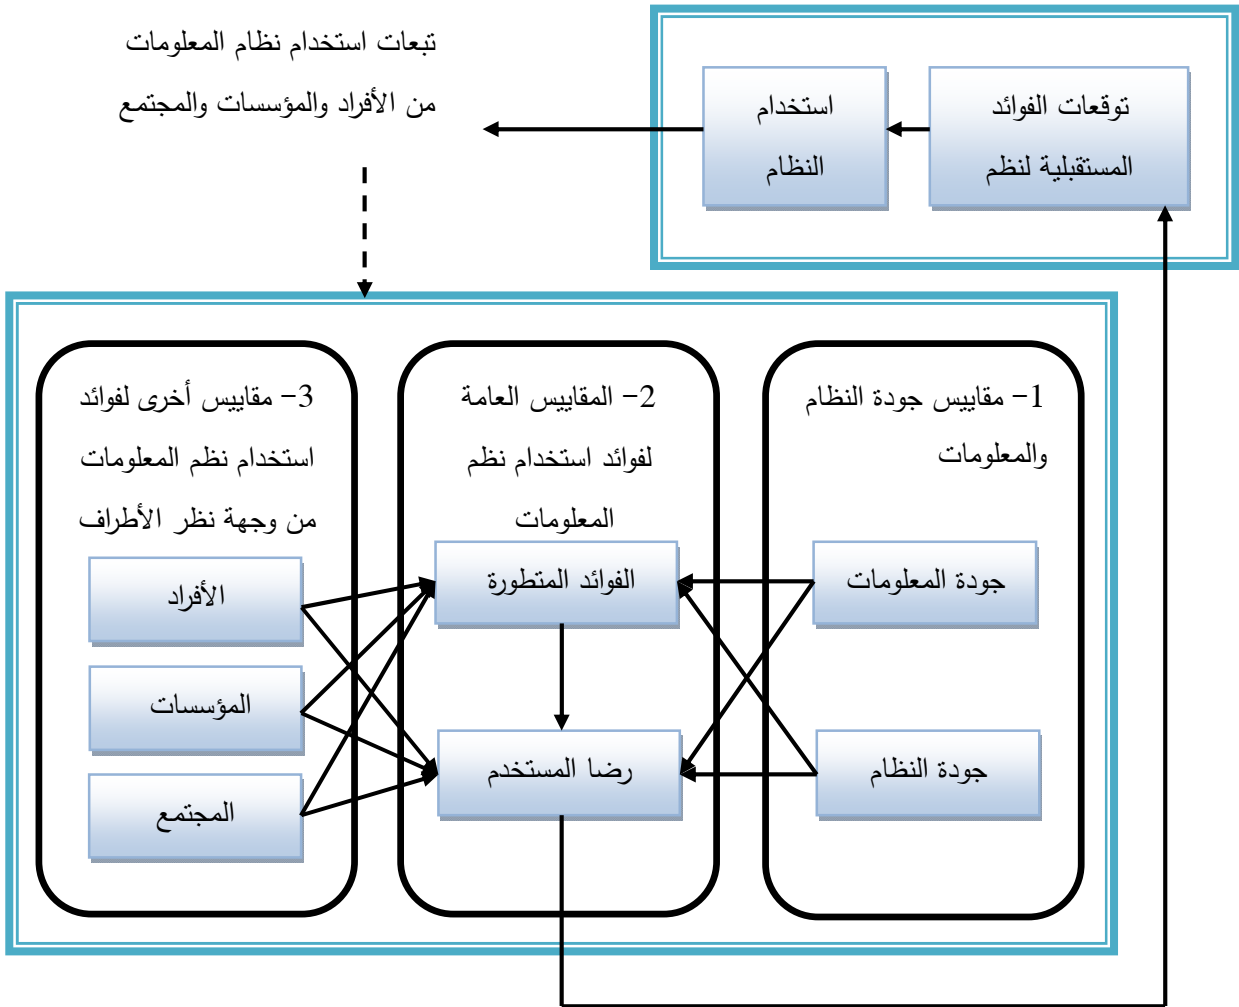 توقعات الفوائد
المستقبلية لنظم
استخدام
النظام
تبعات استخدام نظام المعلومات
من الأفراد والمؤسسات والمجتمع
1- مقاييس جودة النظام
والمعلومات
جودة المعلومات
جودة النظام
2- المقاييس العامة
لفوائد استخدام نظم
المعلومات
الفوائد المتطورة
رضا المستخدم
3- مقاييس أخرى لفوائد
استخدام نظم المعلومات
من وجهة نظر الأطراف
الأفراد
المؤسسات
المجتمع